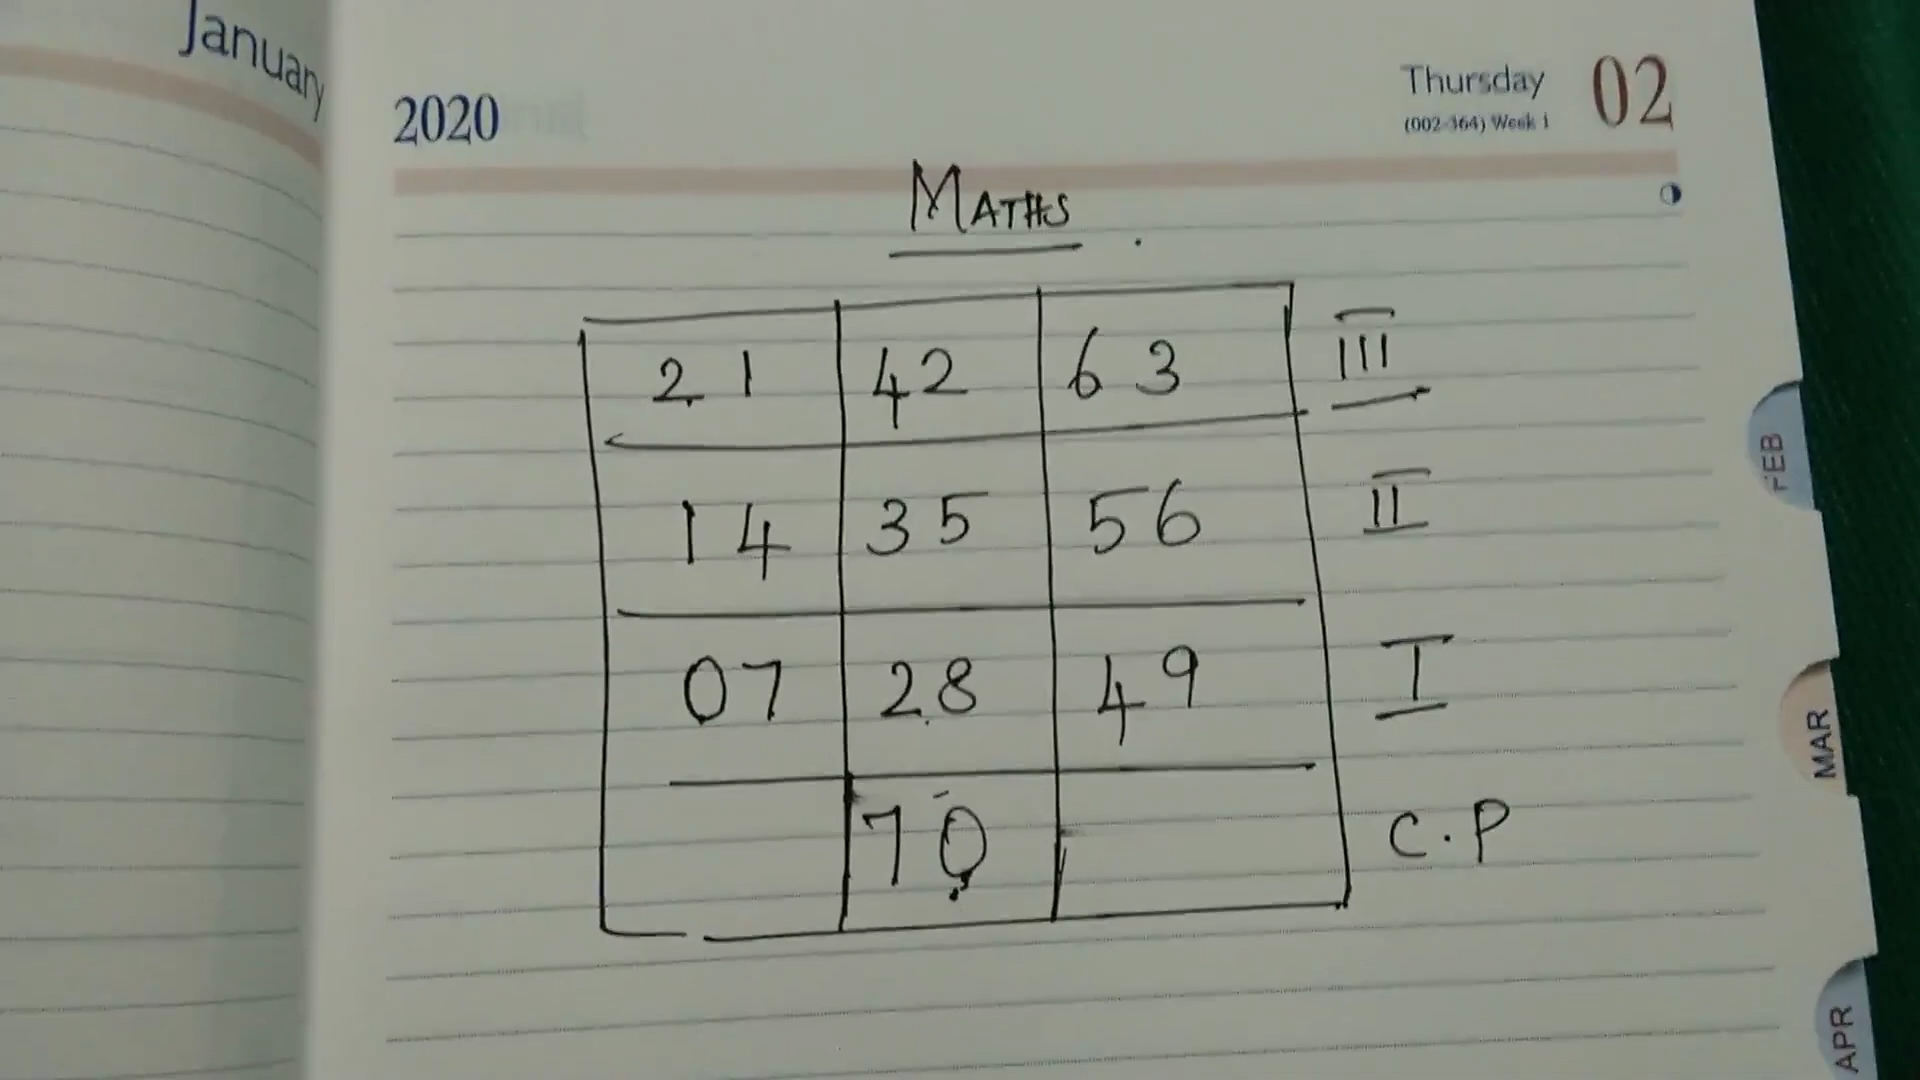 January
2020
Thursday 02
(002-364) Week 1
MATHS
21 42 63 III
14 35 56 II
07 28 49 I
70 C.P
FEB
MAR
APR